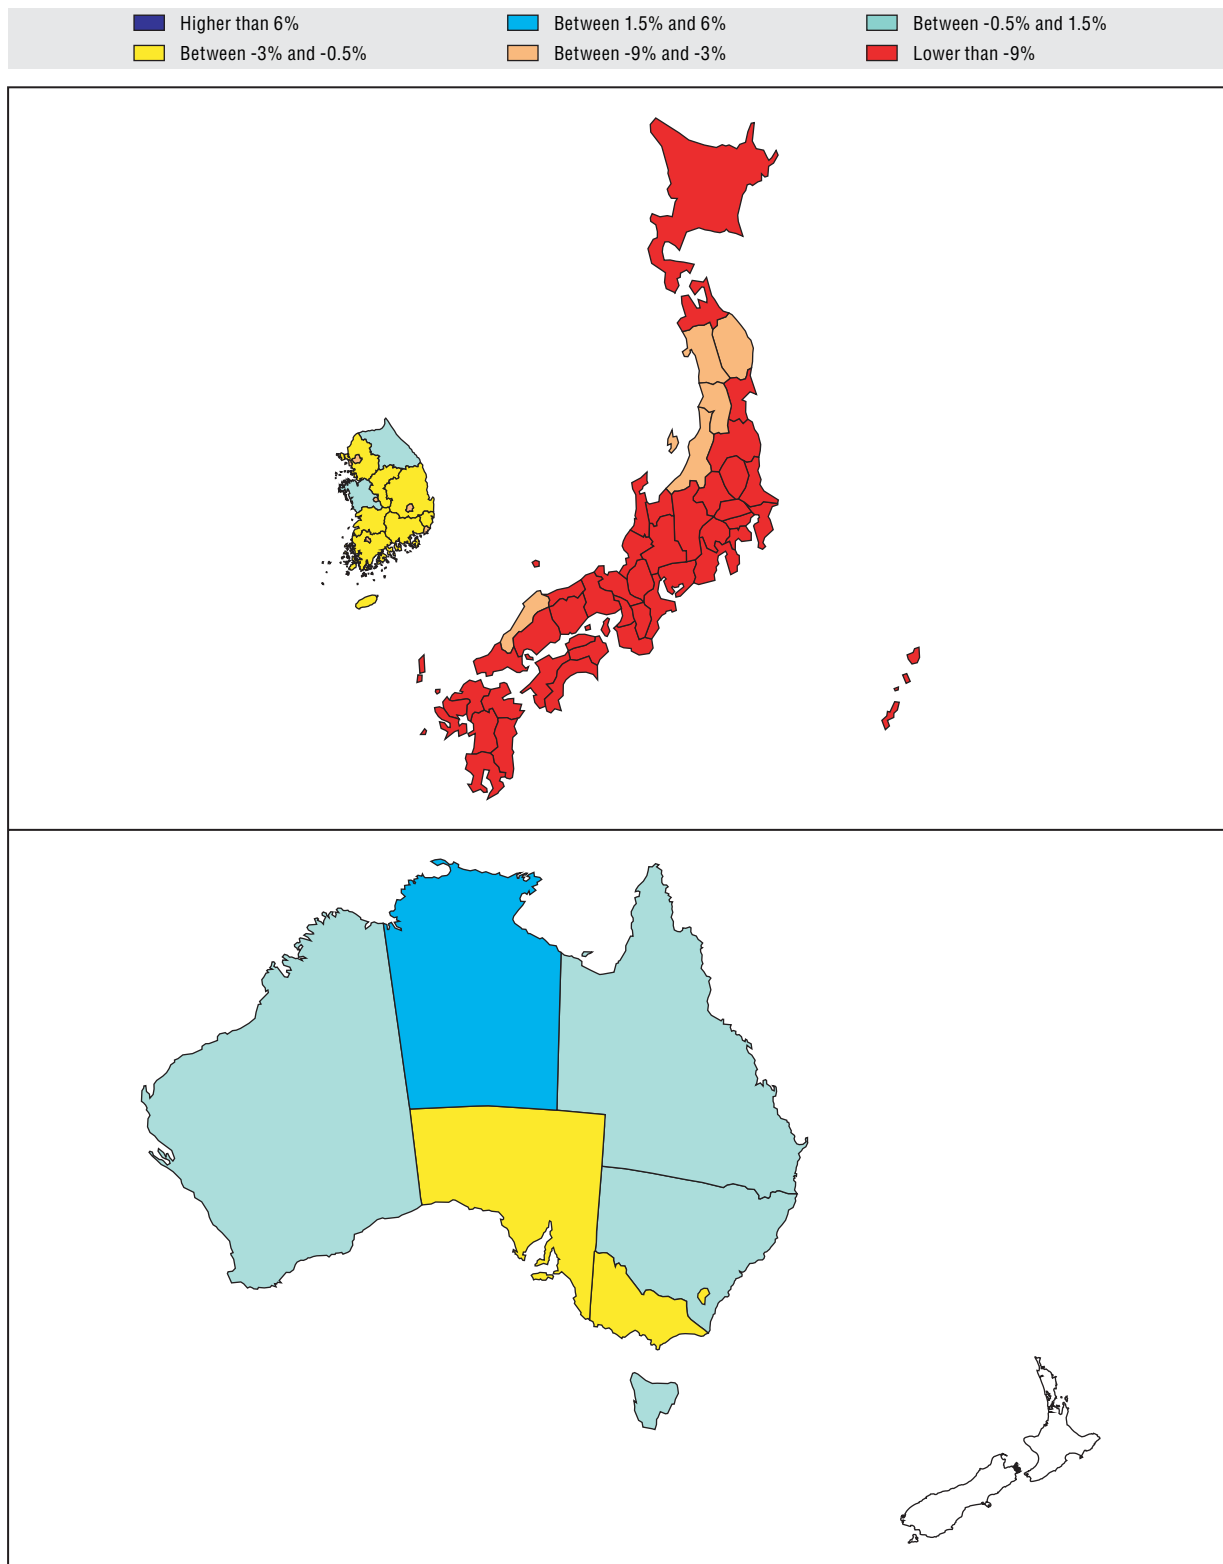 Higher than 6% Between 1.5% and 6% Between -0.5% and 1.5%
Between -3% and -0.5% Between -9% and -3% Lower than -9%